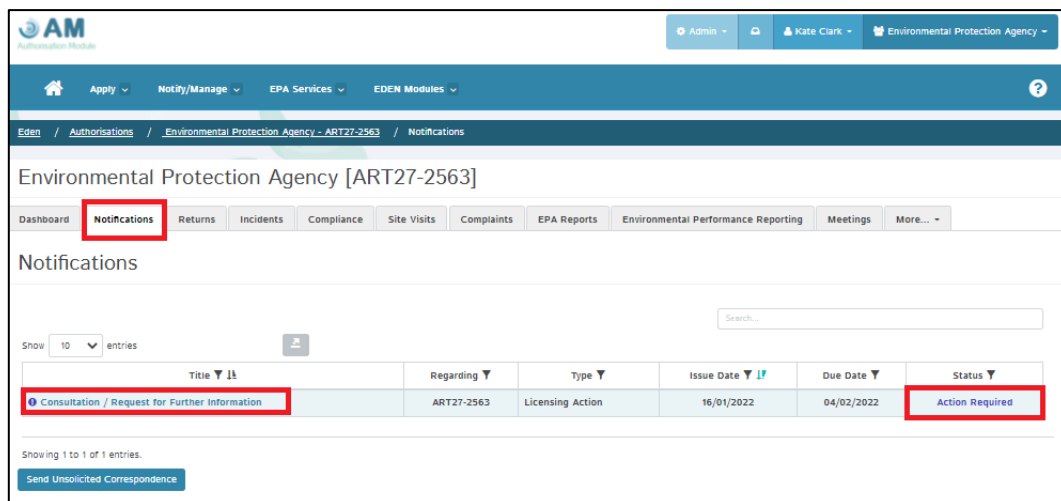 AM
Authorisation Module
Admin
Kate Clark
Environmental Protection Agency
Apply
Notify/Manage
EPA Services
EDEN Modules
?
Eden / Authorisations / Environmental Protection Agency - ART27-2563 / Notifications
Environmental Protection Agency [ART27-2563]
Dashboard Notifications Returns Incidents Compliance Site Visits Complaints EPA Reports Environmental Performance Reporting Meetings More...
Notifications
Search...
Show 10 entries
Title Regarding Type Issue Date Due Date Status
Consultation / Request for Further Information ART27-2563 Licensing Action 16/01/2022 04/02/2022 Action Required
Showing 1 to 1 of 1 entries.
Send Unsolicited Correspondence